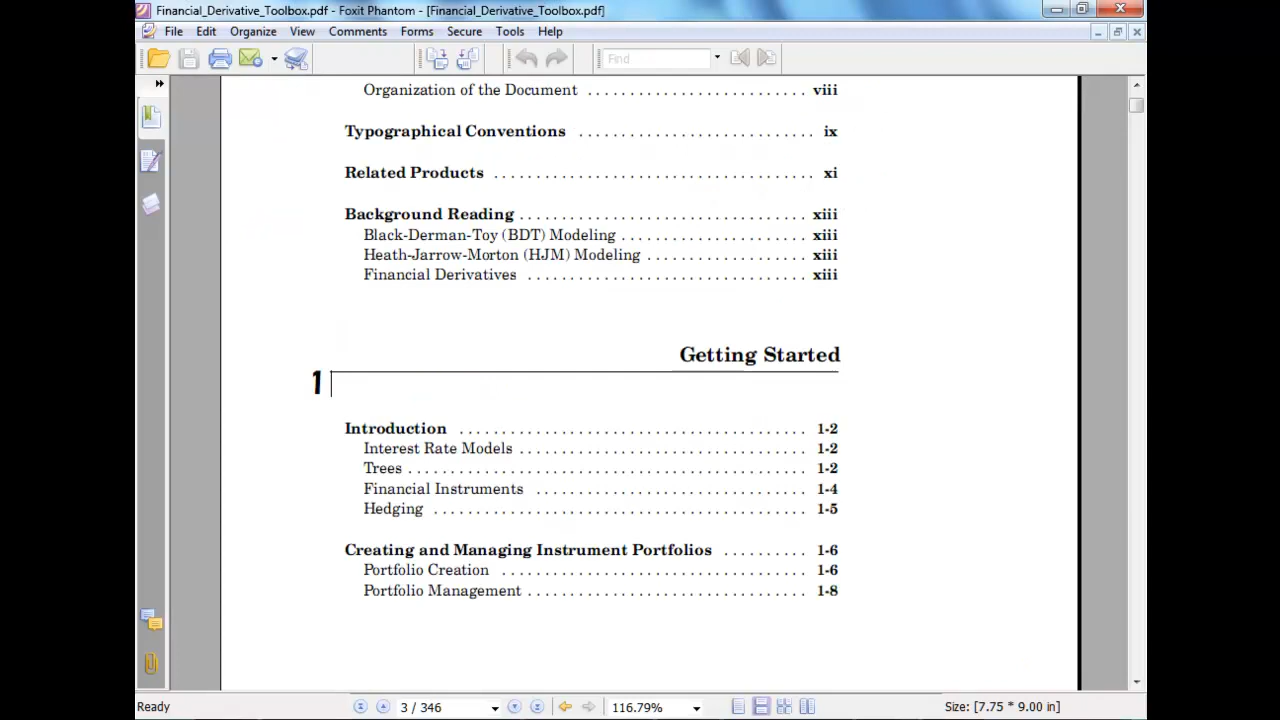 Financial_Derivative_Toolbox.pdf - Foxit Phantom - [Financial_Derivative_Toolbox.pdf]
File Edit Organize View Comments Forms Secure Tools Help
Find
Organization of the Document . . . . . . . . . . . . . . . . . . . . . . . . . . viii
Typographical Conventions . . . . . . . . . . . . . . . . . . . . . . . . . . . . ix
Related Products . . . . . . . . . . . . . . . . . . . . . . . . . . . . . . . . . . . . . . xi
Background Reading . . . . . . . . . . . . . . . . . . . . . . . . . . . . . . . . . . xiii
Black-Derman-Toy (BDT) Modeling . . . . . . . . . . . . . . . . . . . . . . xiii
Heath-Jarrow-Morton (HJM) Modeling . . . . . . . . . . . . . . . . . . . xiii
Financial Derivatives . . . . . . . . . . . . . . . . . . . . . . . . . . . . . . . . . xiii
Getting Started
1
Introduction . . . . . . . . . . . . . . . . . . . . . . . . . . . . . . . . . . . . . . . . . 1-2
Interest Rate Models . . . . . . . . . . . . . . . . . . . . . . . . . . . . . . . . . . 1-2
Trees . . . . . . . . . . . . . . . . . . . . . . . . . . . . . . . . . . . . . . . . . . . . . . . 1-2
Financial Instruments . . . . . . . . . . . . . . . . . . . . . . . . . . . . . . . . 1-4
Hedging . . . . . . . . . . . . . . . . . . . . . . . . . . . . . . . . . . . . . . . . . . . . 1-5
Creating and Managing Instrument Portfolios . . . . . . . . . . 1-6
Portfolio Creation . . . . . . . . . . . . . . . . . . . . . . . . . . . . . . . . . . . . 1-6
Portfolio Management . . . . . . . . . . . . . . . . . . . . . . . . . . . . . . . . . 1-8
Ready 3 / 346 116.79% Size: [7.75 * 9.00 in]